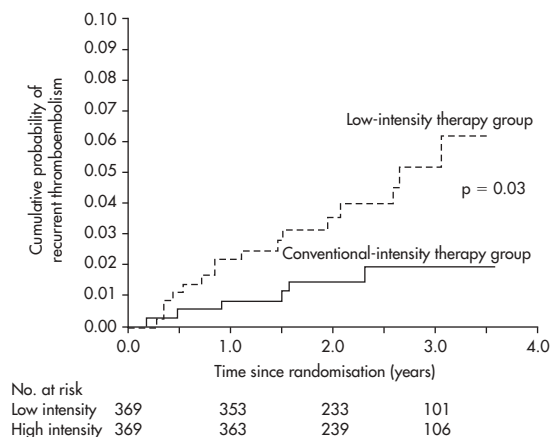 0.10
0.09
0.08
0.07
0.06
0.05
0.04
0.03
0.02
0.01
0.00
Cumulative probability of
recurrent thromboembolism
Low-intensity therapy group
p = 0.03
Conventional-intensity therapy group
0.0 1.0 2.0 3.0 4.0
Time since randomisation (years)
No. at risk
Low intensity 369 353 233 101
High intensity 369 363 239 106